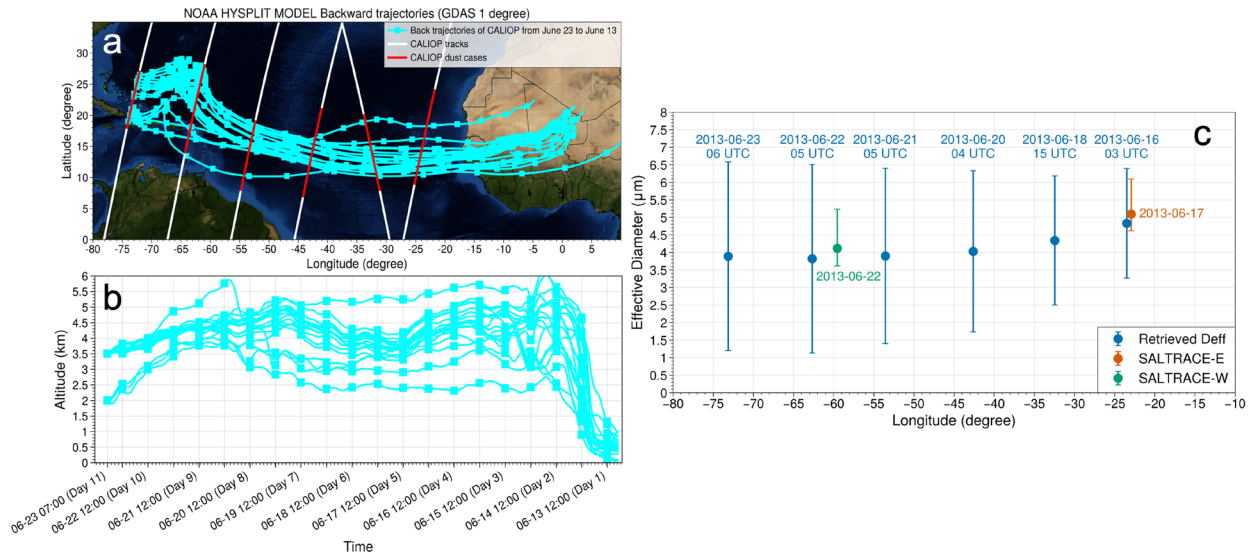 NOAA HYSPLIT MODEL Backward trajectories (GDAS 1 degree)
a
Back trajectories of CALIOP from June 23 to June 13
CALIOP tracks
CALIOP dust cases
Latitude (degree)
35
30
25
20
15
10
5
0
-80 -75 -70 -65 -60 -55 -50 -45 -40 -35 -30 -25 -20 -15 -10 -5 0 5
Longitude (degree)
b
Altitude (km)
6
5.5
5
4.5
4
3.5
3
2.5
2
1.5
1
0.5
0
06-23 07:00 (Day 11)
06-22 12:00 (Day 10)
06-21 12:00 (Day 9)
06-20 12:00 (Day 8)
06-19 12:00 (Day 7)
06-18 12:00 (Day 6)
06-17 12:00 (Day 5)
06-16 12:00 (Day 4)
06-15 12:00 (Day 3)
06-14 12:00 (Day 2)
06-13 12:00 (Day 1)
Time
c
Effective Diameter (μm)
8
7.5
7
6.5
6
5.5
5
4.5
4
3.5
3
2.5
2
1.5
1
0.5
0
2013-06-23
06 UTC
2013-06-22
05 UTC
2013-06-21
05 UTC
2013-06-20
04 UTC
2013-06-18
15 UTC
2013-06-16
03 UTC
2013-06-17
2013-06-22
Retrieved Deff
SALTRACE-E
SALTRACE-W
-80 -75 -70 -65 -60 -55 -50 -45 -40 -35 -30 -25 -20 -15 -10
Longitude (degree)